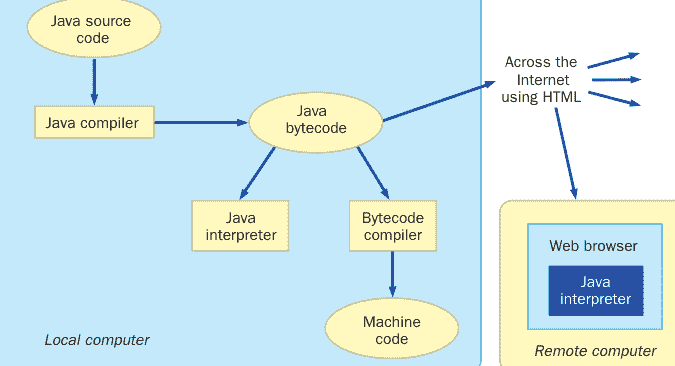 Java source
code
Java compiler
Java
bytecode
Across the
Internet
using HTML
Java
interpreter
Bytecode
compiler
Machine
code
Local computer
Web browser
Java
interpreter
Remote computer